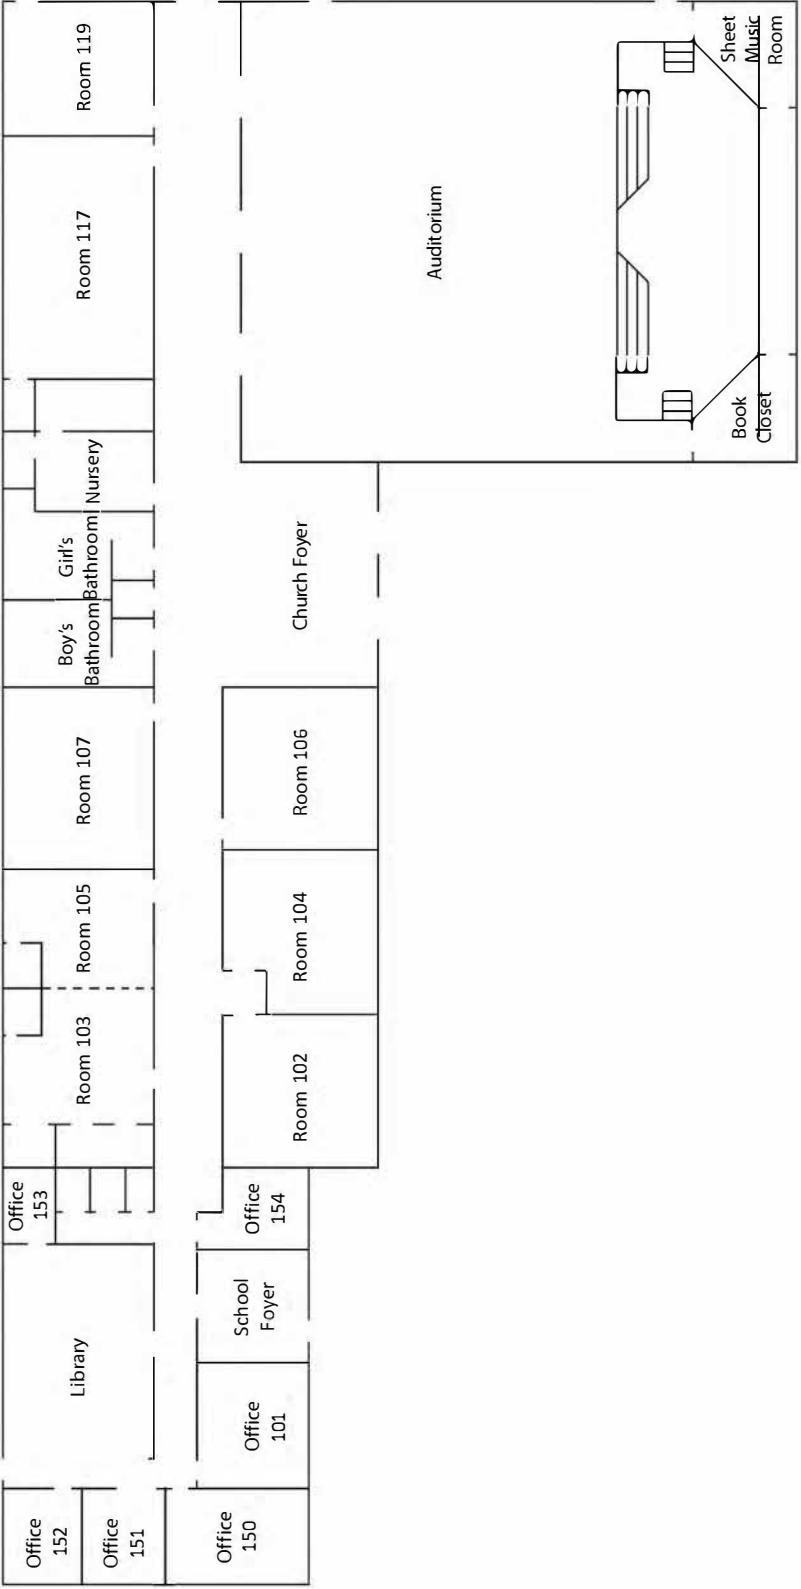 Office
152
Office
151
Library
Office
153
Room 103
Room 105
Room 107
Boy's
Bathroom
Girl's
Bathroom
Nursery
Room 117
Room 119
Office
150
Office
101
School
Foyer
Office
154
Room 102
Room 104
Room 106
Church Foyer
Auditorium
Book
Closet
Sheet
Music
Room